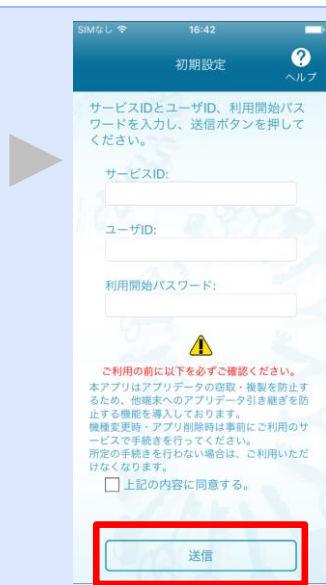 SIMなし 16:42
初期設定
?
ヘルプ
サービスIDとユーザID、利用開始パス
ワードを入力し、送信ボタンを押して
ください。
サービスID:
ユーザID:
利用開始パスワード:
ご利用の前に以下を必ずご確認ください。
本アプリはアプリデータの窃取・複製を防止す
るため、他端末へのアプリデータ引き継ぎを防
止する機能を導入しております。
機種変更時・アプリ削除時は事前にご利用のサ
ービスで手続きを行ってください。
所定の手続きを行わない場合は、ご利用いただ
けなくなります。
上記の内容に同意する。
送信